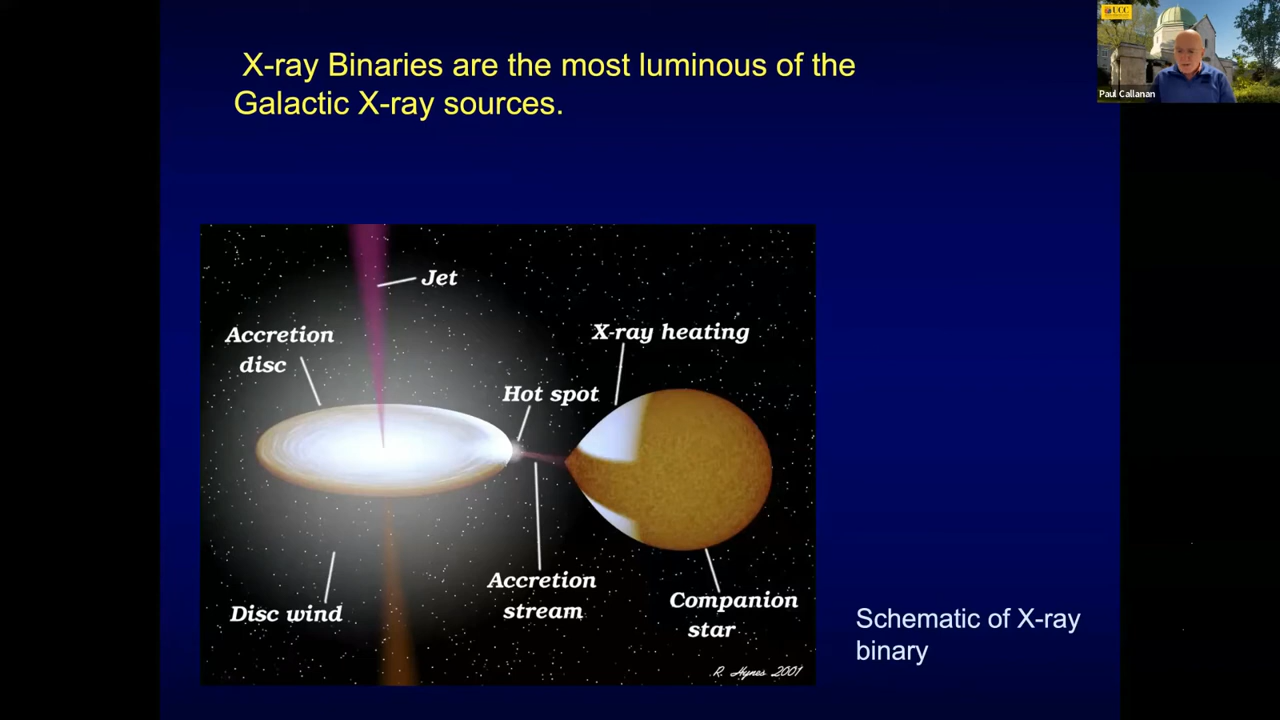 X-ray Binaries are the most luminous of the
Galactic X-ray sources.
UCC
Paul Callanan
Jet
Accretion
disc
X-ray heating
Hot spot
Accretion
stream
Disc wind
Companion
star
R. Hynes 2001
Schematic of X-ray
binary